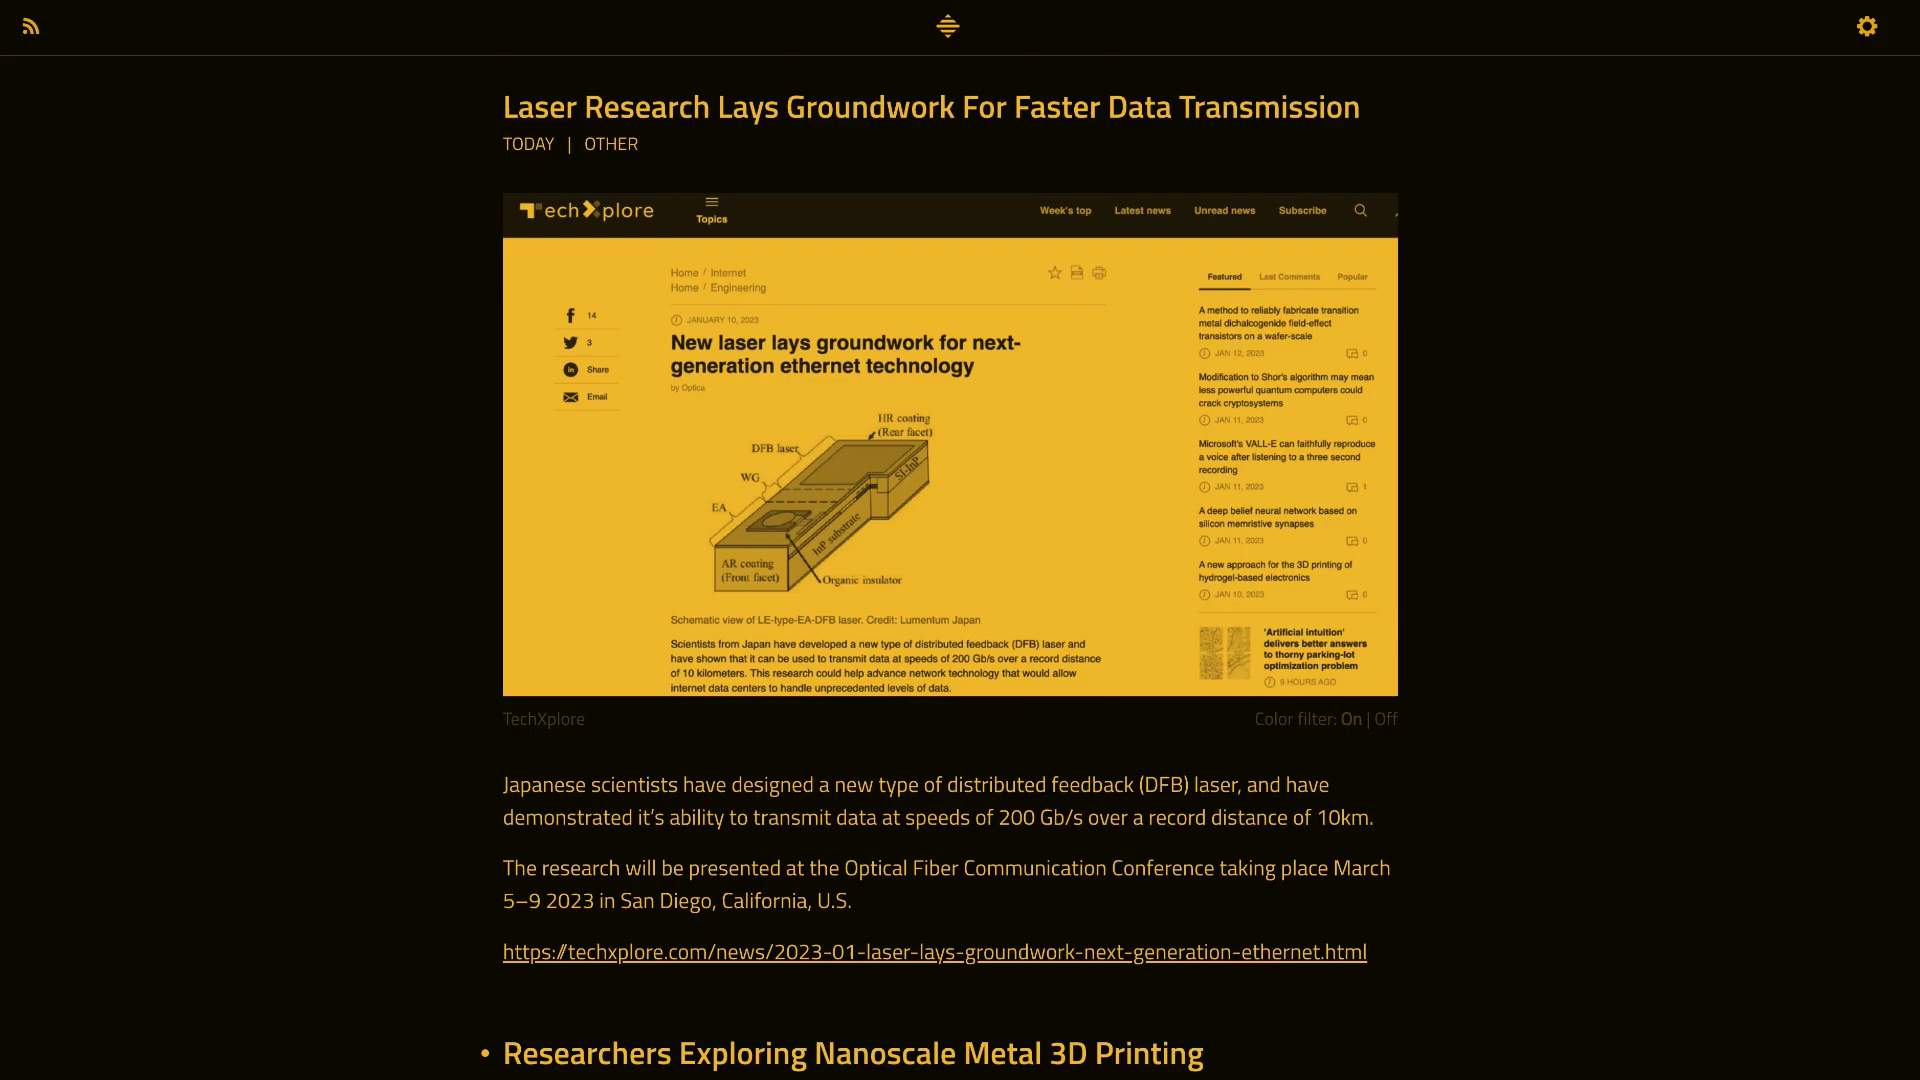 Laser Research Lays Groundwork For Faster Data Transmission
TODAY | OTHER
TechXplore
Topics
Week's top
Latest news
Unread news
Subscribe
Home / Internet
Home / Engineering
14
3
Share
Email
JANUARY 10, 2023
New laser lays groundwork for next-
generation ethernet technology
by Optica
HR coating
(Rear facet)
DFB laser
WG
EA
SI-InP
InP substrate
AR coating
(Front facet)
Organic insulator
Schematic view of LE-type-EA-DFB laser. Credit: Lumentum Japan
Scientists from Japan have developed a new type of distributed feedback (DFB) laser and
have shown that it can be used to transmit data at speeds of 200 Gb/s over a record distance
of 10 kilometers. This research could help advance network technology that would allow
internet data centers to handle unprecedented levels of data.
Featured
Last Comments
Popular
A method to reliably fabricate transition
metal dichalcogenide field-effect
transistors on a wafer-scale
JAN 12, 2023 0
Modification to Shor's algorithm may mean
less powerful quantum computers could
crack cryptosystems
JAN 11, 2023 0
Microsoft's VALL-E can faithfully reproduce
a voice after listening to a three second
recording
JAN 11, 2023 1
A deep belief neural network based on
silicon memristive synapses
JAN 11, 2023 0
A new approach for the 3D printing of
hydrogel-based electronics
JAN 10, 2023 0
'Artificial intuition'
delivers better answers
to thorny parking-lot
optimization problem
9 HOURS AGO
TechXplore
Color filter: On | Off
Japanese scientists have designed a new type of distributed feedback (DFB) laser, and have
demonstrated it’s ability to transmit data at speeds of 200 Gb/s over a record distance of 10km.
The research will be presented at the Optical Fiber Communication Conference taking place March
5–9 2023 in San Diego, California, U.S.
https://techxplore.com/news/2023-01-laser-lays-groundwork-next-generation-ethernet.html
• Researchers Exploring Nanoscale Metal 3D Printing